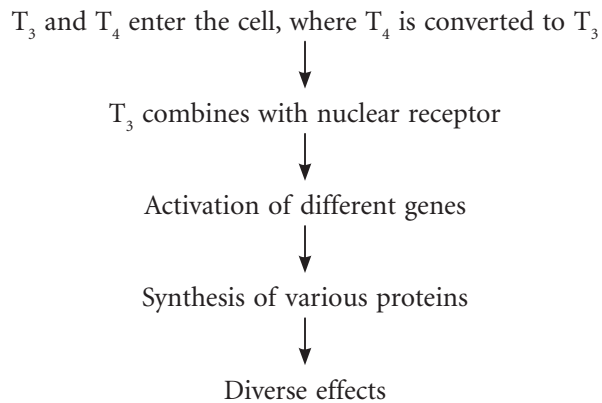 T₃ and T₄ enter the cell, where T₄ is converted to T₃
T₃ combines with nuclear receptor
Activation of different genes
Synthesis of various proteins
Diverse effects